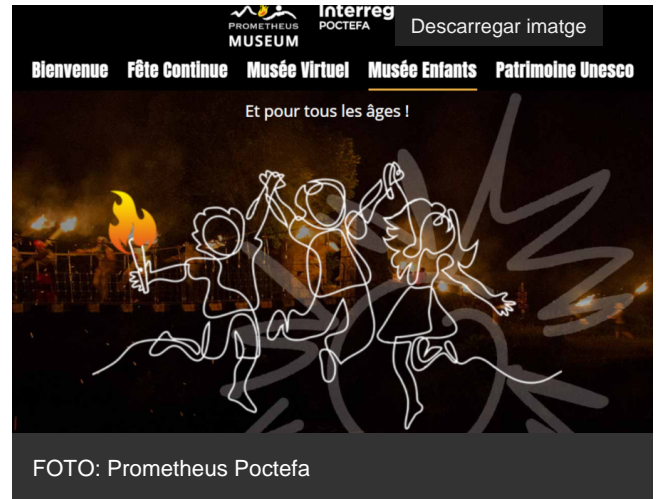 PROMETHEUS
MUSEUM
Interreg
POCTEFA
Descarregar imatge
Bienvenue Fête Continue Musée Virtuel Musée Enfants Patrimoine Unesco
Et pour tous les âges !
FOTO: Prometheus Poctefa